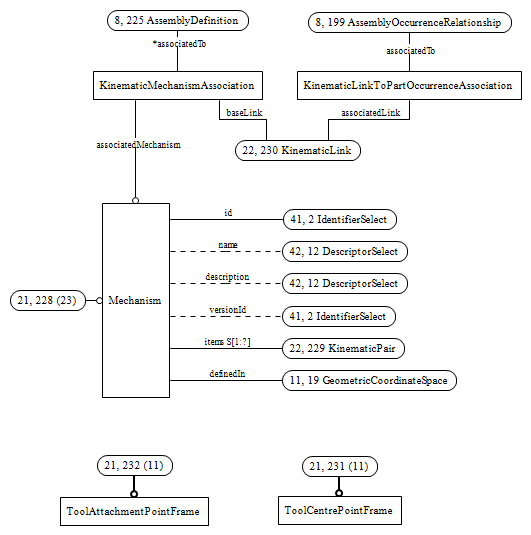 8, 225 AssemblyDefinition
8, 199 AssemblyOccurrenceRelationship
*associatedTo
associatedTo
KinematicMechanismAssociation
KinematicLinkToPartOccurrenceAssociation
baseLink
associatedLink
associatedMechanism
22, 230 KinematicLink
id
41, 2 IdentifierSelect
name
42, 12 DescriptorSelect
description
42, 12 DescriptorSelect
21, 228 (23)
Mechanism
versionId
41, 2 IdentifierSelect
items S[1:?]
22, 229 KinematicPair
definedIn
11, 19 GeometricCoordinateSpace
21, 232 (11)
21, 231 (11)
ToolAttachmentPointFrame
ToolCentrePointFrame